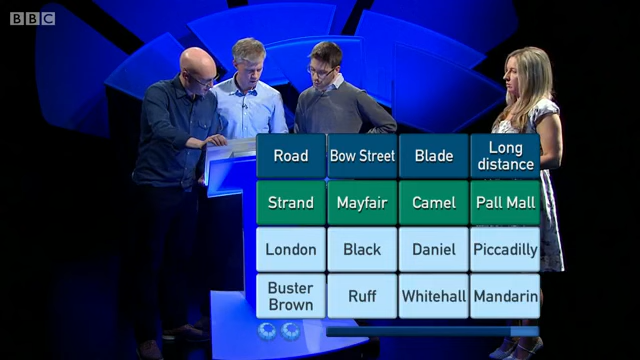 BBC
Road Bow Street Blade Long distance
Strand Mayfair Camel Pall Mall
London Black Daniel Piccadilly
Buster Brown Ruff Whitehall Mandarin